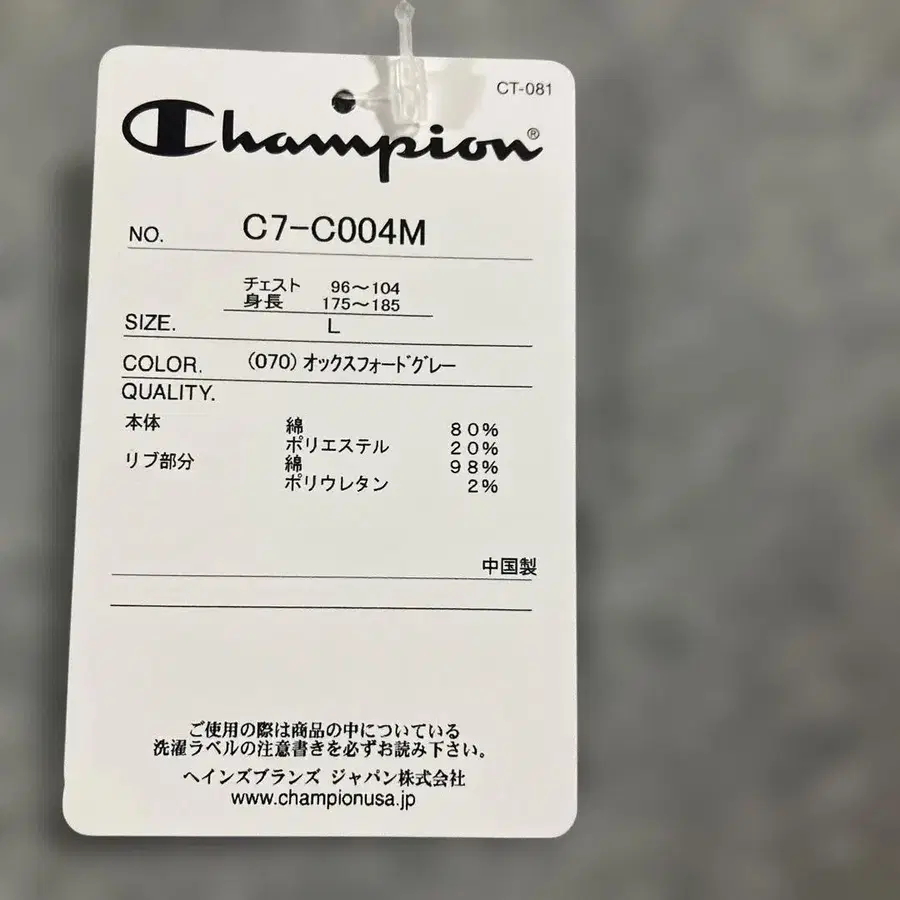 CT-081
Champion®
NO. C7-C004M
チェスト 96～104
身長 175～185
SIZE. L
COLOR. (070) オックスフォードグレー
QUALITY.
本体 綿 80%
ポリエステル 20%
リブ部分 綿 98%
ポリウレタン 2%
中国製
ご使用の際は商品の中についている
洗濯ラベルの注意書きを必ずお読み下さい。
ヘインズブランズ ジャパン株式会社
www.championusa.jp